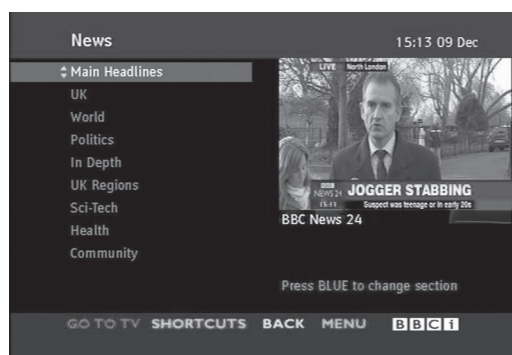 News
15:13 09 Dec
Main Headlines
UK
World
Politics
In Depth
UK Regions
Sci-Tech
Health
Community
LIVE North London
BBC
NEWS 24
15:13
JOGGER STABBING
Suspect was teenage or in early 20s
BBC News 24
Press BLUE to change section
GO TO TV SHORTCUTS BACK MENU BBCi